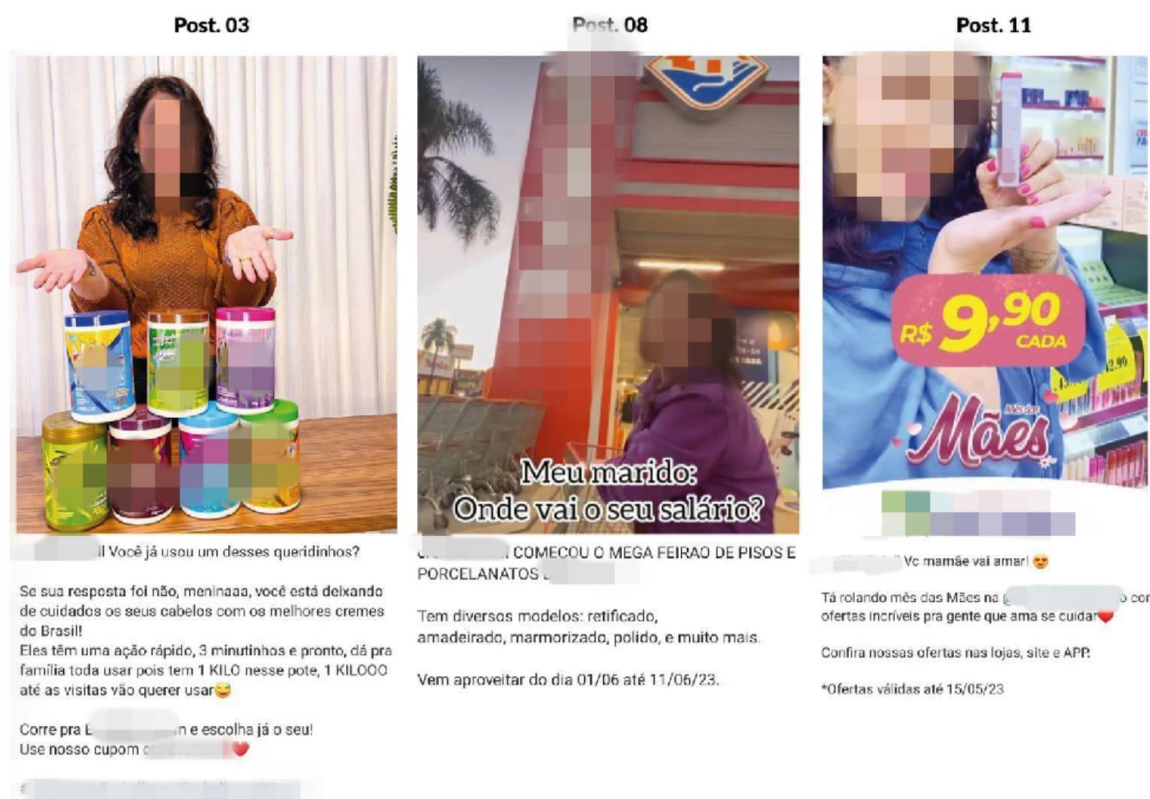 Post. 03
Você já usou um desses queridinhos?
Se sua resposta foi não, meninaaa, você está deixando
de cuidados os seus cabelos com os melhores cremes
do Brasil!
Eles têm uma ação rápido, 3 minutinhos e pronto, dá pra
família toda usar pois tem 1 KILO nesse pote, 1 KILOOO
até as visitas vão querer usar😅
Corre pra E n e escolha já o seu!
Use nosso cupom ❤️
Post. 08
Meu marido:
Onde vai o seu salário?
COMEÇOU O MEGA FEIRAO DE PISOS E
PORCELANATOS
Tem diversos modelos: retificado,
amadeirado, marmorizado, polido, e muito mais.
Vem aproveitar do dia 01/06 até 11/06/23.
Post. 11
R$ 9,90
CADA
Mês das
Mães
Vc mamãe vai amar! 😍
Tá rolando mês das Mães na
ofertas incríveis pra gente que ama se cuidar❤️
Confira nossas ofertas nas lojas, site e APP.
*Ofertas válidas até 15/05/23